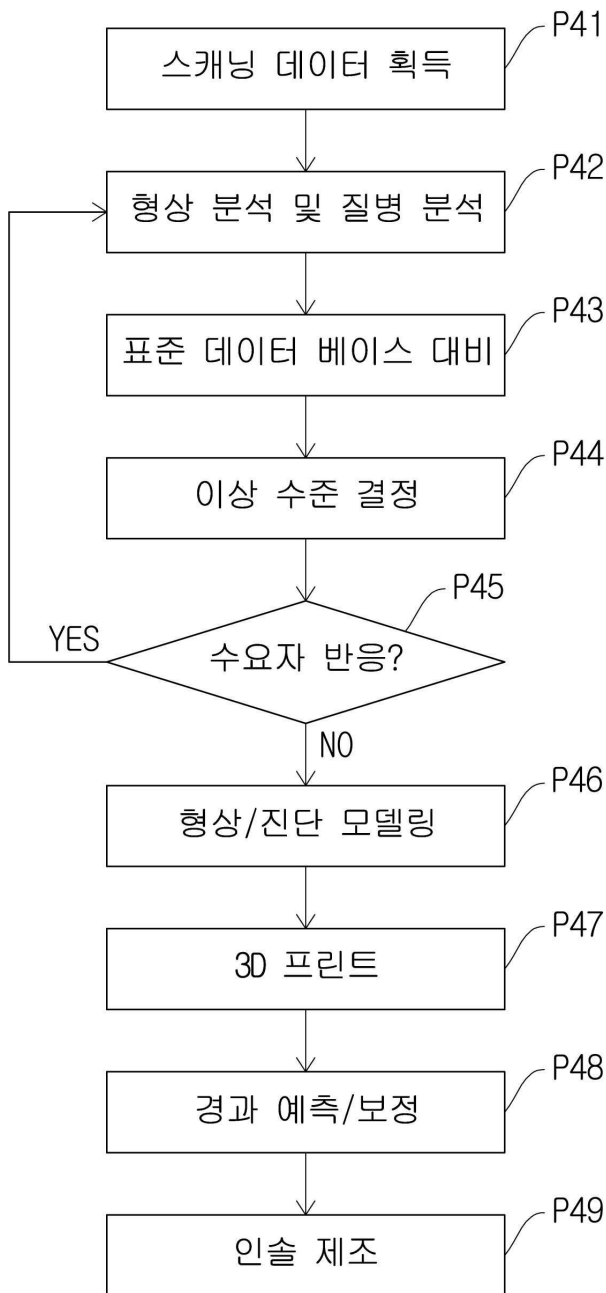 P41
스캐닝 데이터 획득
P42
형상 분석 및 질병 분석
P43
표준 데이터 베이스 대비
P44
이상 수준 결정
P45
YES
수요자 반응?
NO
P46
형상/진단 모델링
P47
3D 프린트
P48
경과 예측/보정
P49
인솔 제조